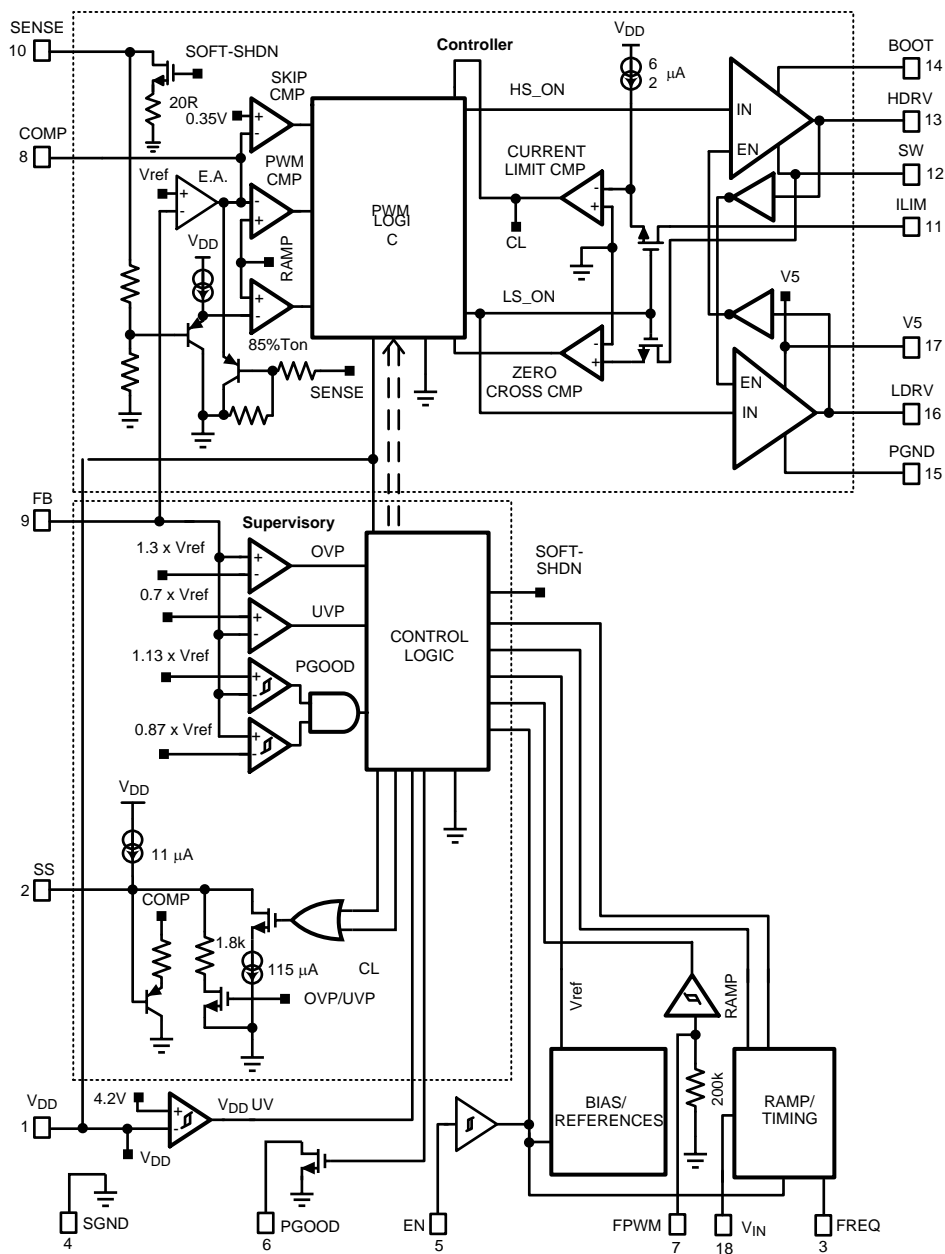 SENSE
10
SOFT-SHDN
20R
Controller
VDD
6
2
μA
BOOT
14
SKIP
CMP
0.35V
HS_ON
IN
EN
HDRV
13
COMP
8
SW
12
Vref
E.A.
PWM
CMP
PWM
LOGI
C
CURRENT
LIMIT CMP
CL
ILIM
11
VDD
RAMP
LS_ON
V5
V5
17
85%Ton
SENSE
ZERO
CROSS CMP
EN
IN
LDRV
16
PGND
15
FB
9
Supervisory
1.3 x Vref
OVP
0.7 x Vref
UVP
1.13 x Vref
PGOOD
0.87 x Vref
CONTROL
LOGIC
SOFT-
SHDN
VDD
11 μA
SS
2
COMP
1.8k
115 μA
CL
OVP/UVP
Vref
RAMP
200k
BIAS/
REFERENCES
RAMP/
TIMING
VDD
1
4.2V
VDD UV
VDD
SGND
4
PGOOD
6
EN
5
FPWM
7
VIN
18
FREQ
3
+
-
+
-
-
+
+
-
+
-
-
+
-
+
+
-
+
-
+
-
+
-
+
-